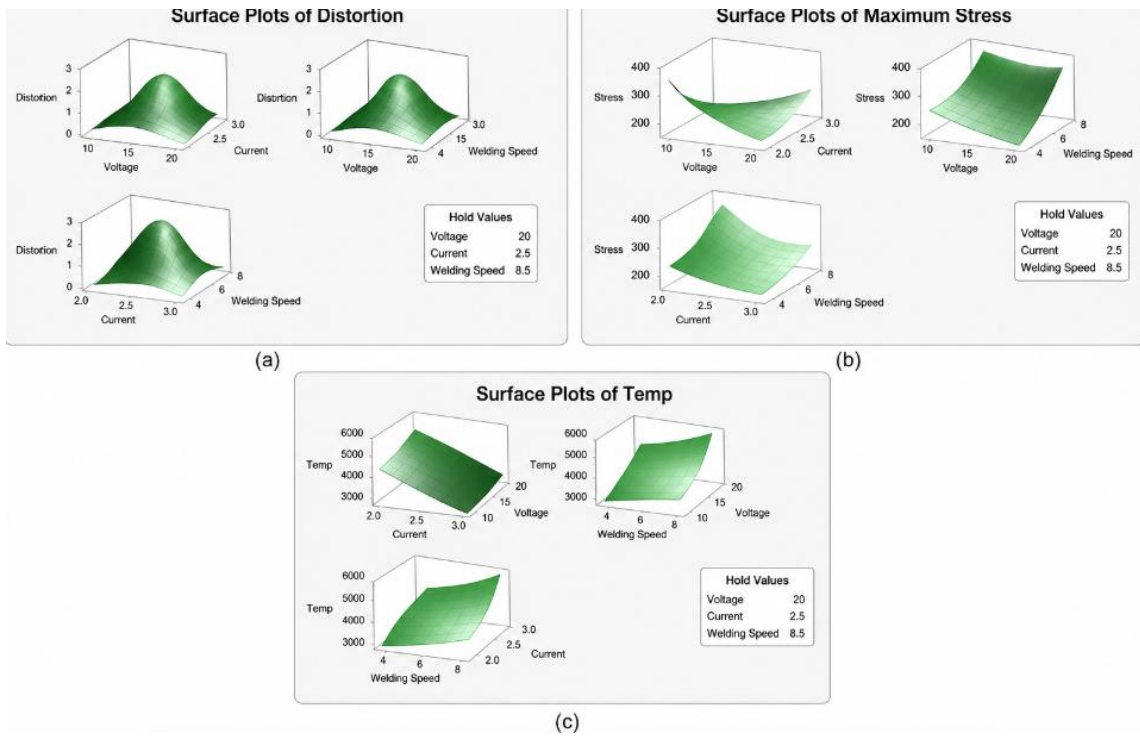 Surface Plots of Distortion
3
2
1
0
Distotion
10
15
20
Voltage
3.0
2.5
Current
3
2
1
0
Disbrtion
10
15
20
Voltage
3.0
15
4
Welding Speed
3
2
1
0
Distortion
2.0
2.5
3.0
Current
8
6
4
Welding Speed
Hold Values
Voltage 20
Current 2.5
Welding Speed 8.5
(a)
Surface Plots of Maximum Stress
400
300
200
Stress
10
15
20
Voltage
3.0
2.5
2.0
Current
400
300
200
Stress
10
15
20
Voltage
8
6
4
Welding Speed
400
300
200
Stress
2.0
2.5
3.0
Current
8
6
4
Welding Speed
Hold Values
Voltage 20
Current 2.5
Welding Speed 8.5
(b)
Surface Plots of Temp
6000
5000
4000
3000
Temp
2.0
2.5
3.0
Current
20
15
10
Voltage
6000
5000
4000
3000
Temp
4
6
8
Welding Speed
20
15
10
Voltage
6000
5000
4000
3000
Temp
4
6
8
Welding Speed
3.0
2.5
2.0
Current
Hold Values
Voltage 20
Current 2.5
Welding Speed 8.5
(c)